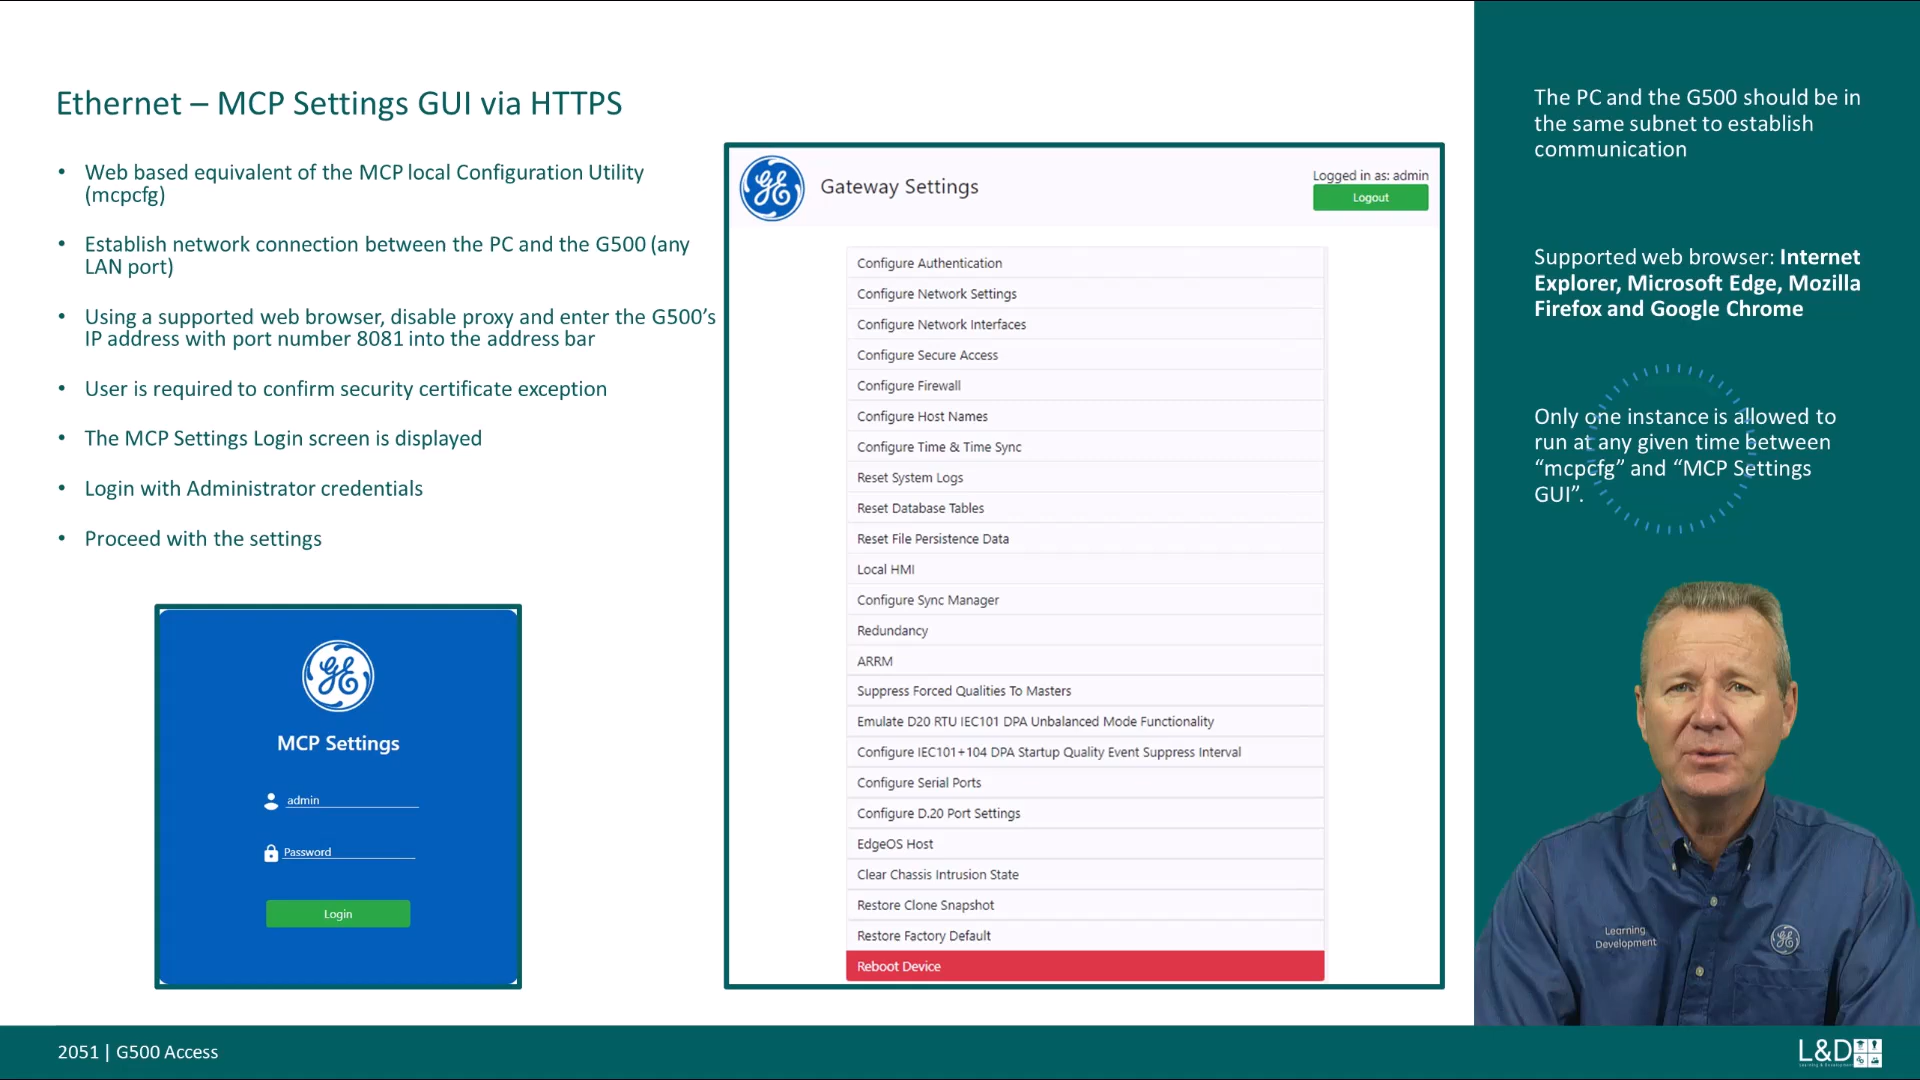 Ethernet – MCP Settings GUI via HTTPS
• Web based equivalent of the MCP local Configuration Utility
(mcpcfg)
• Establish network connection between the PC and the G500 (any
LAN port)
• Using a supported web browser, disable proxy and enter the G500’s
IP address with port number 8081 into the address bar
• User is required to confirm security certificate exception
• The MCP Settings Login screen is displayed
• Login with Administrator credentials
• Proceed with the settings
MCP Settings
admin
Password
Login
Gateway Settings
Logged in as: admin
Logout
Configure Authentication
Configure Network Settings
Configure Network Interfaces
Configure Secure Access
Configure Firewall
Configure Host Names
Configure Time & Time Sync
Reset System Logs
Reset Database Tables
Reset File Persistence Data
Local HMI
Configure Sync Manager
Redundancy
ARRM
Suppress Forced Qualities To Masters
Emulate D20 RTU IEC101 DPA Unbalanced Mode Functionality
Configure IEC101+104 DPA Startup Quality Event Suppress Interval
Configure Serial Ports
Configure D.20 Port Settings
EdgeOS Host
Clear Chassis Intrusion State
Restore Clone Snapshot
Restore Factory Default
Reboot Device
The PC and the G500 should be in
the same subnet to establish
communication
Supported web browser: Internet
Explorer, Microsoft Edge, Mozilla
Firefox and Google Chrome
Only one instance is allowed to
run at any given time between
“mcpcfg” and “MCP Settings
GUI”.
Learning
Development
2051 | G500 Access
L&D